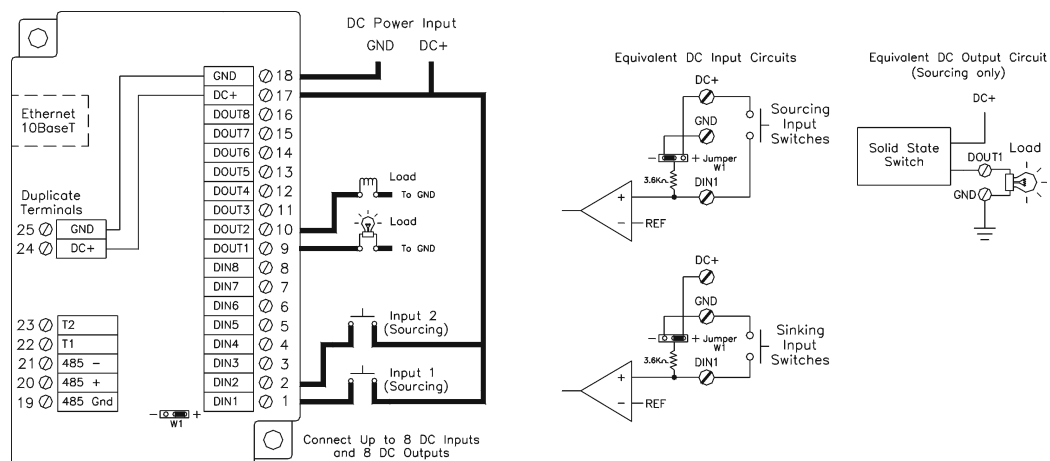 DC Power Input
GND DC+
Ethernet
10BaseT
GND 18
DC+ 17
DOUT8 16
DOUT7 15
DOUT6 14
DOUT5 13
DOUT4 12
DOUT3 11
DOUT2 10
DOUT1 9
DIN8 8
DIN7 7
DIN6 6
DIN5 5
DIN4 4
DIN3 3
DIN2 2
DIN1 1
Duplicate
Terminals
25 GND
24 DC+
23 T2
22 T1
21 485 -
20 485 +
19 485 Gnd
- +
W1
Load
To GND
Load
To GND
Input 2
(Sourcing)
Input 1
(Sourcing)
Connect Up to 8 DC Inputs
and 8 DC Outputs
Equivalent DC Input Circuits
DC+
GND
- + Jumper
W1
3.6K
DIN1
+
- REF
Sourcing
Input
Switches
DC+
GND
- + Jumper
W1
3.6K
DIN1
+
- REF
Sinking
Input
Switches
Equivalent DC Output Circuit
(Sourcing only)
DC+
Solid State
Switch
DOUT1
Load
GND